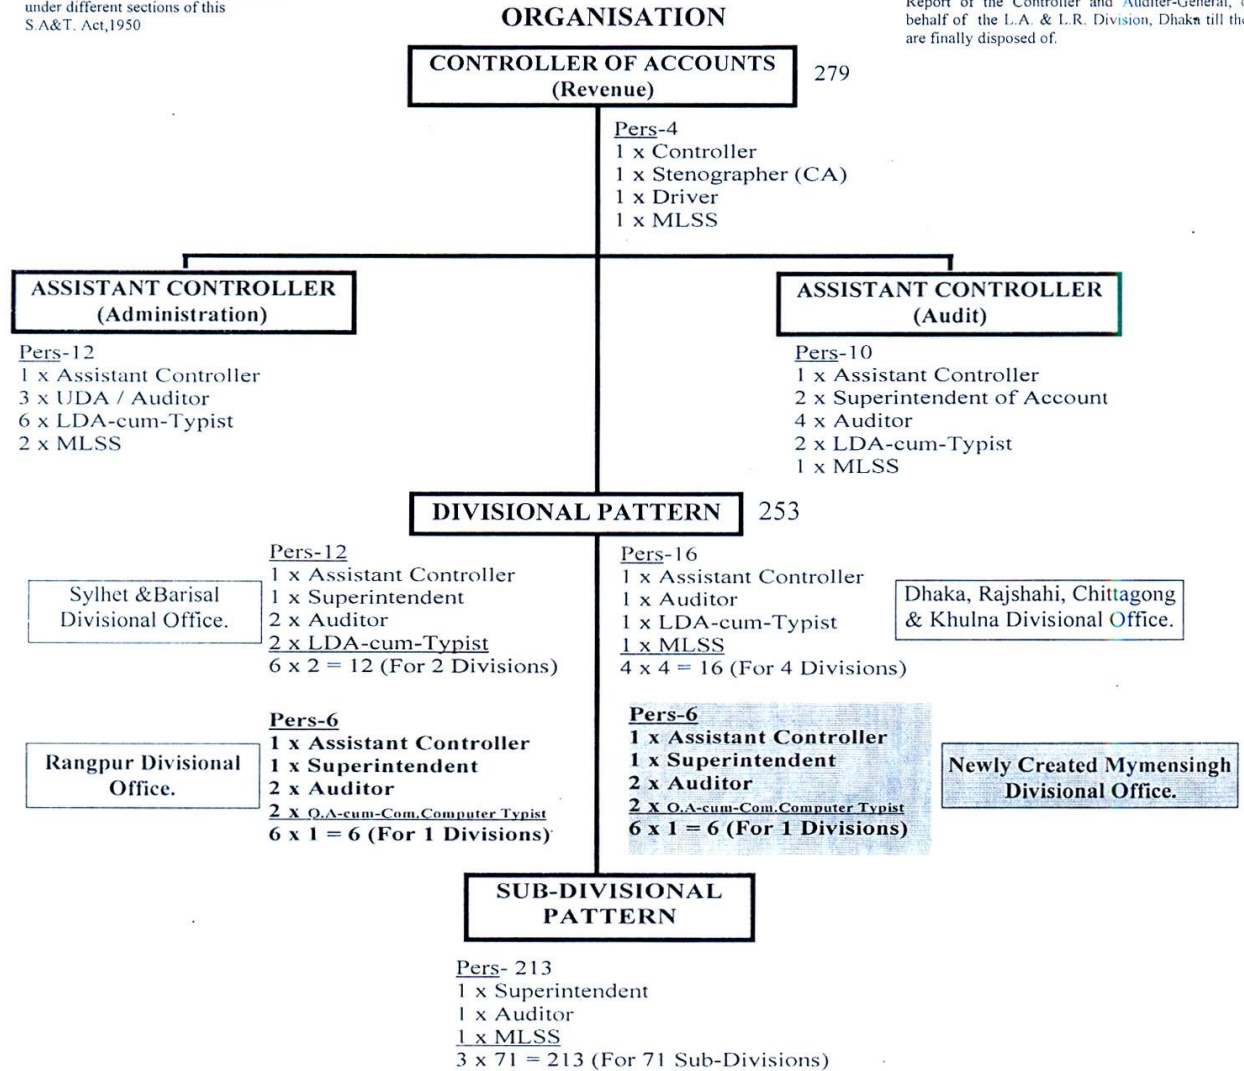 under different sections of this
S.A&T. Act,1950
Report of the Controller and Auditer-General,
behalf of the L.A. & L.R. Division, Dhaka till
are finally disposed of.
ORGANISATION
CONTROLLER OF ACCOUNTS
(Revenue)
279
Pers-4
1 x Controller
1 x Stenographer (CA)
1 x Driver
1 x MLSS
ASSISTANT CONTROLLER
(Administration)
Pers-12
1 x Assistant Controller
3 x UDA / Auditor
6 x LDA-cum-Typist
2 x MLSS
ASSISTANT CONTROLLER
(Audit)
Pers-10
1 x Assistant Controller
2 x Superintendent of Account
4 x Auditor
2 x LDA-cum-Typist
1 x MLSS
DIVISIONAL PATTERN
253
Sylhet &Barisal
Divisional Office.
Pers-12
1 x Assistant Controller
1 x Superintendent
2 x Auditor
2 x LDA-cum-Typist
6 x 2 = 12 (For 2 Divisions)
Pers-16
1 x Assistant Controller
1 x Auditor
1 x LDA-cum-Typist
1 x MLSS
4 x 4 = 16 (For 4 Divisions)
Dhaka, Rajshahi, Chittagong
& Khulna Divisional Office.
Rangpur Divisional
Office.
Pers-6
1 x Assistant Controller
1 x Superintendent
2 x Auditor
2 x O.A-cum-Com.Computer Typist
6 x 1 = 6 (For 1 Divisions)
Pers-6
1 x Assistant Controller
1 x Superintendent
2 x Auditor
2 x O.A-cum-Com.Computer Typist
6 x 1 = 6 (For 1 Divisions)
Newly Created Mymensingh
Divisional Office.
SUB-DIVISIONAL
PATTERN
Pers- 213
1 x Superintendent
1 x Auditor
1 x MLSS
3 x 71 = 213 (For 71 Sub-Divisions)